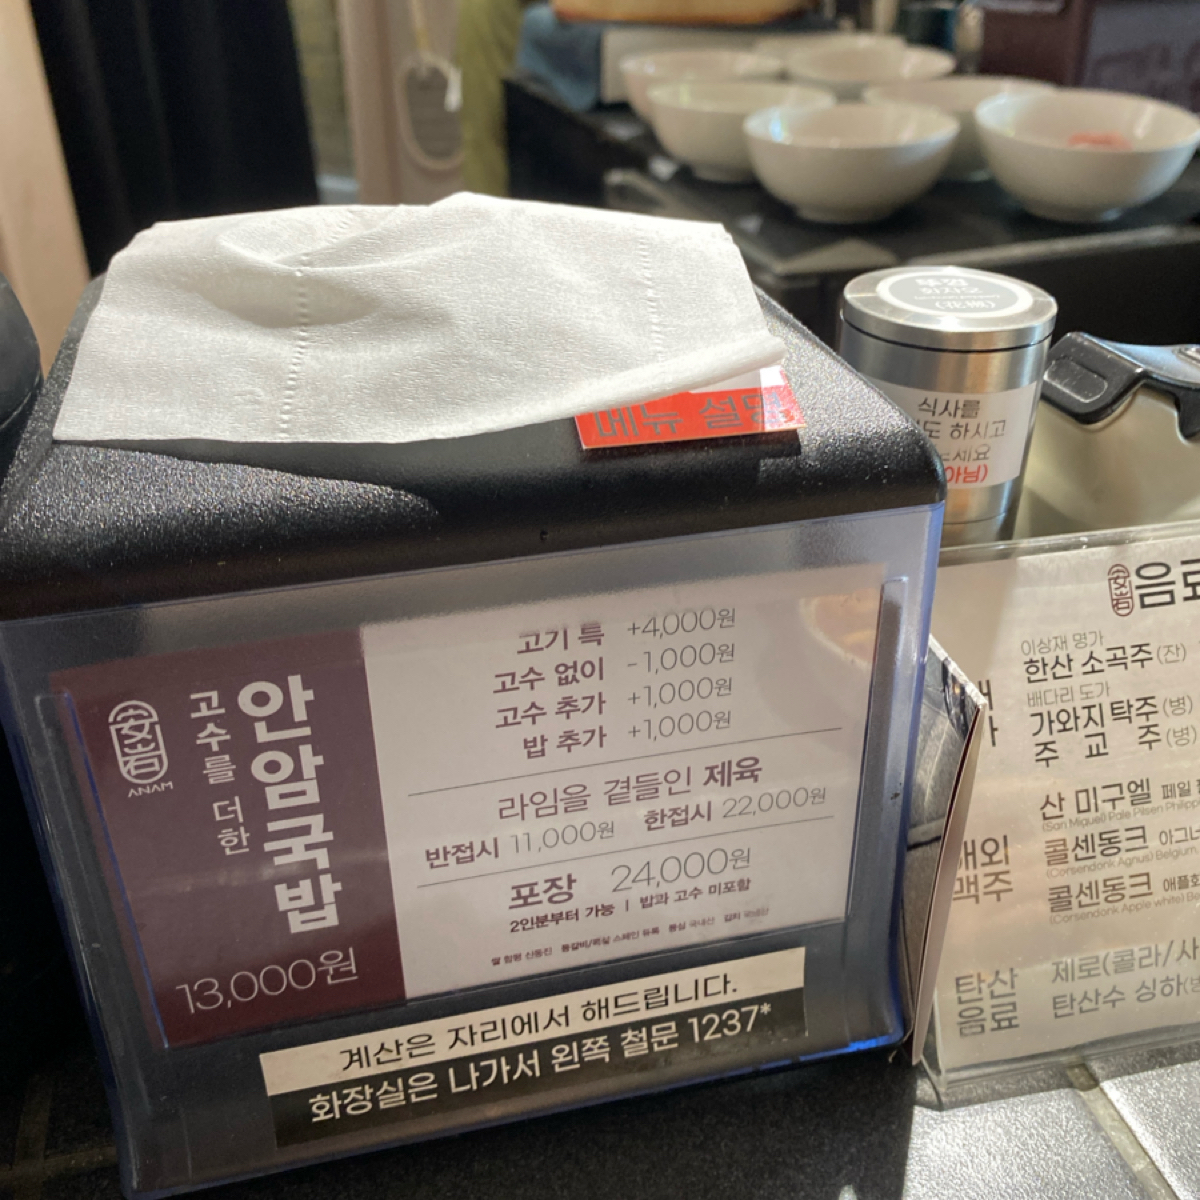 메뉴 설명
(花椒)
식사를
도 하시고
세요
아님)
安岩
ANAM
고수를 더한
안암국밥
13,000원
고기 특 +4,000원
고수 없이 -1,000원
고수 추가 +1,000원
밥 추가 +1,000원
라임을 곁들인 제육
반접시 11,000원 한접시 22,000원
포장 24,000원
2인분부터 가능 | 밥과 고수 미포함
계산은 자리에서 해드립니다.
화장실은 나가서 왼쪽 철문 1237*
安岩 음료
이상재 명가
한산 소곡주 (잔)
배다리 도가
가와지탁주 (병)
주 교 주 (병)
해외
맥주
산 미구엘 페일
(San Miguel) Pale Pilsen
콜센동크 아그네
(Corsendonk Agnus) Belgium,
콜센동크 애플화
(Corsendonk Apple white)
탄산
음료
제로(콜라/사
탄산수 싱하